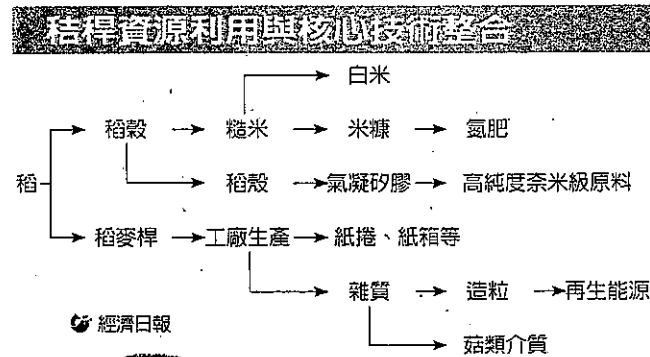 秸稈資源利用與核心技術整合
白米
稻穀 糙米 米糠 氮肥
稻 稻殼 氣凝矽膠 高純度奈米級原料
稻麥桿 工廠生產 紙捲、紙箱等
雜質 造粒 再生能源
經濟日報
菇類介質